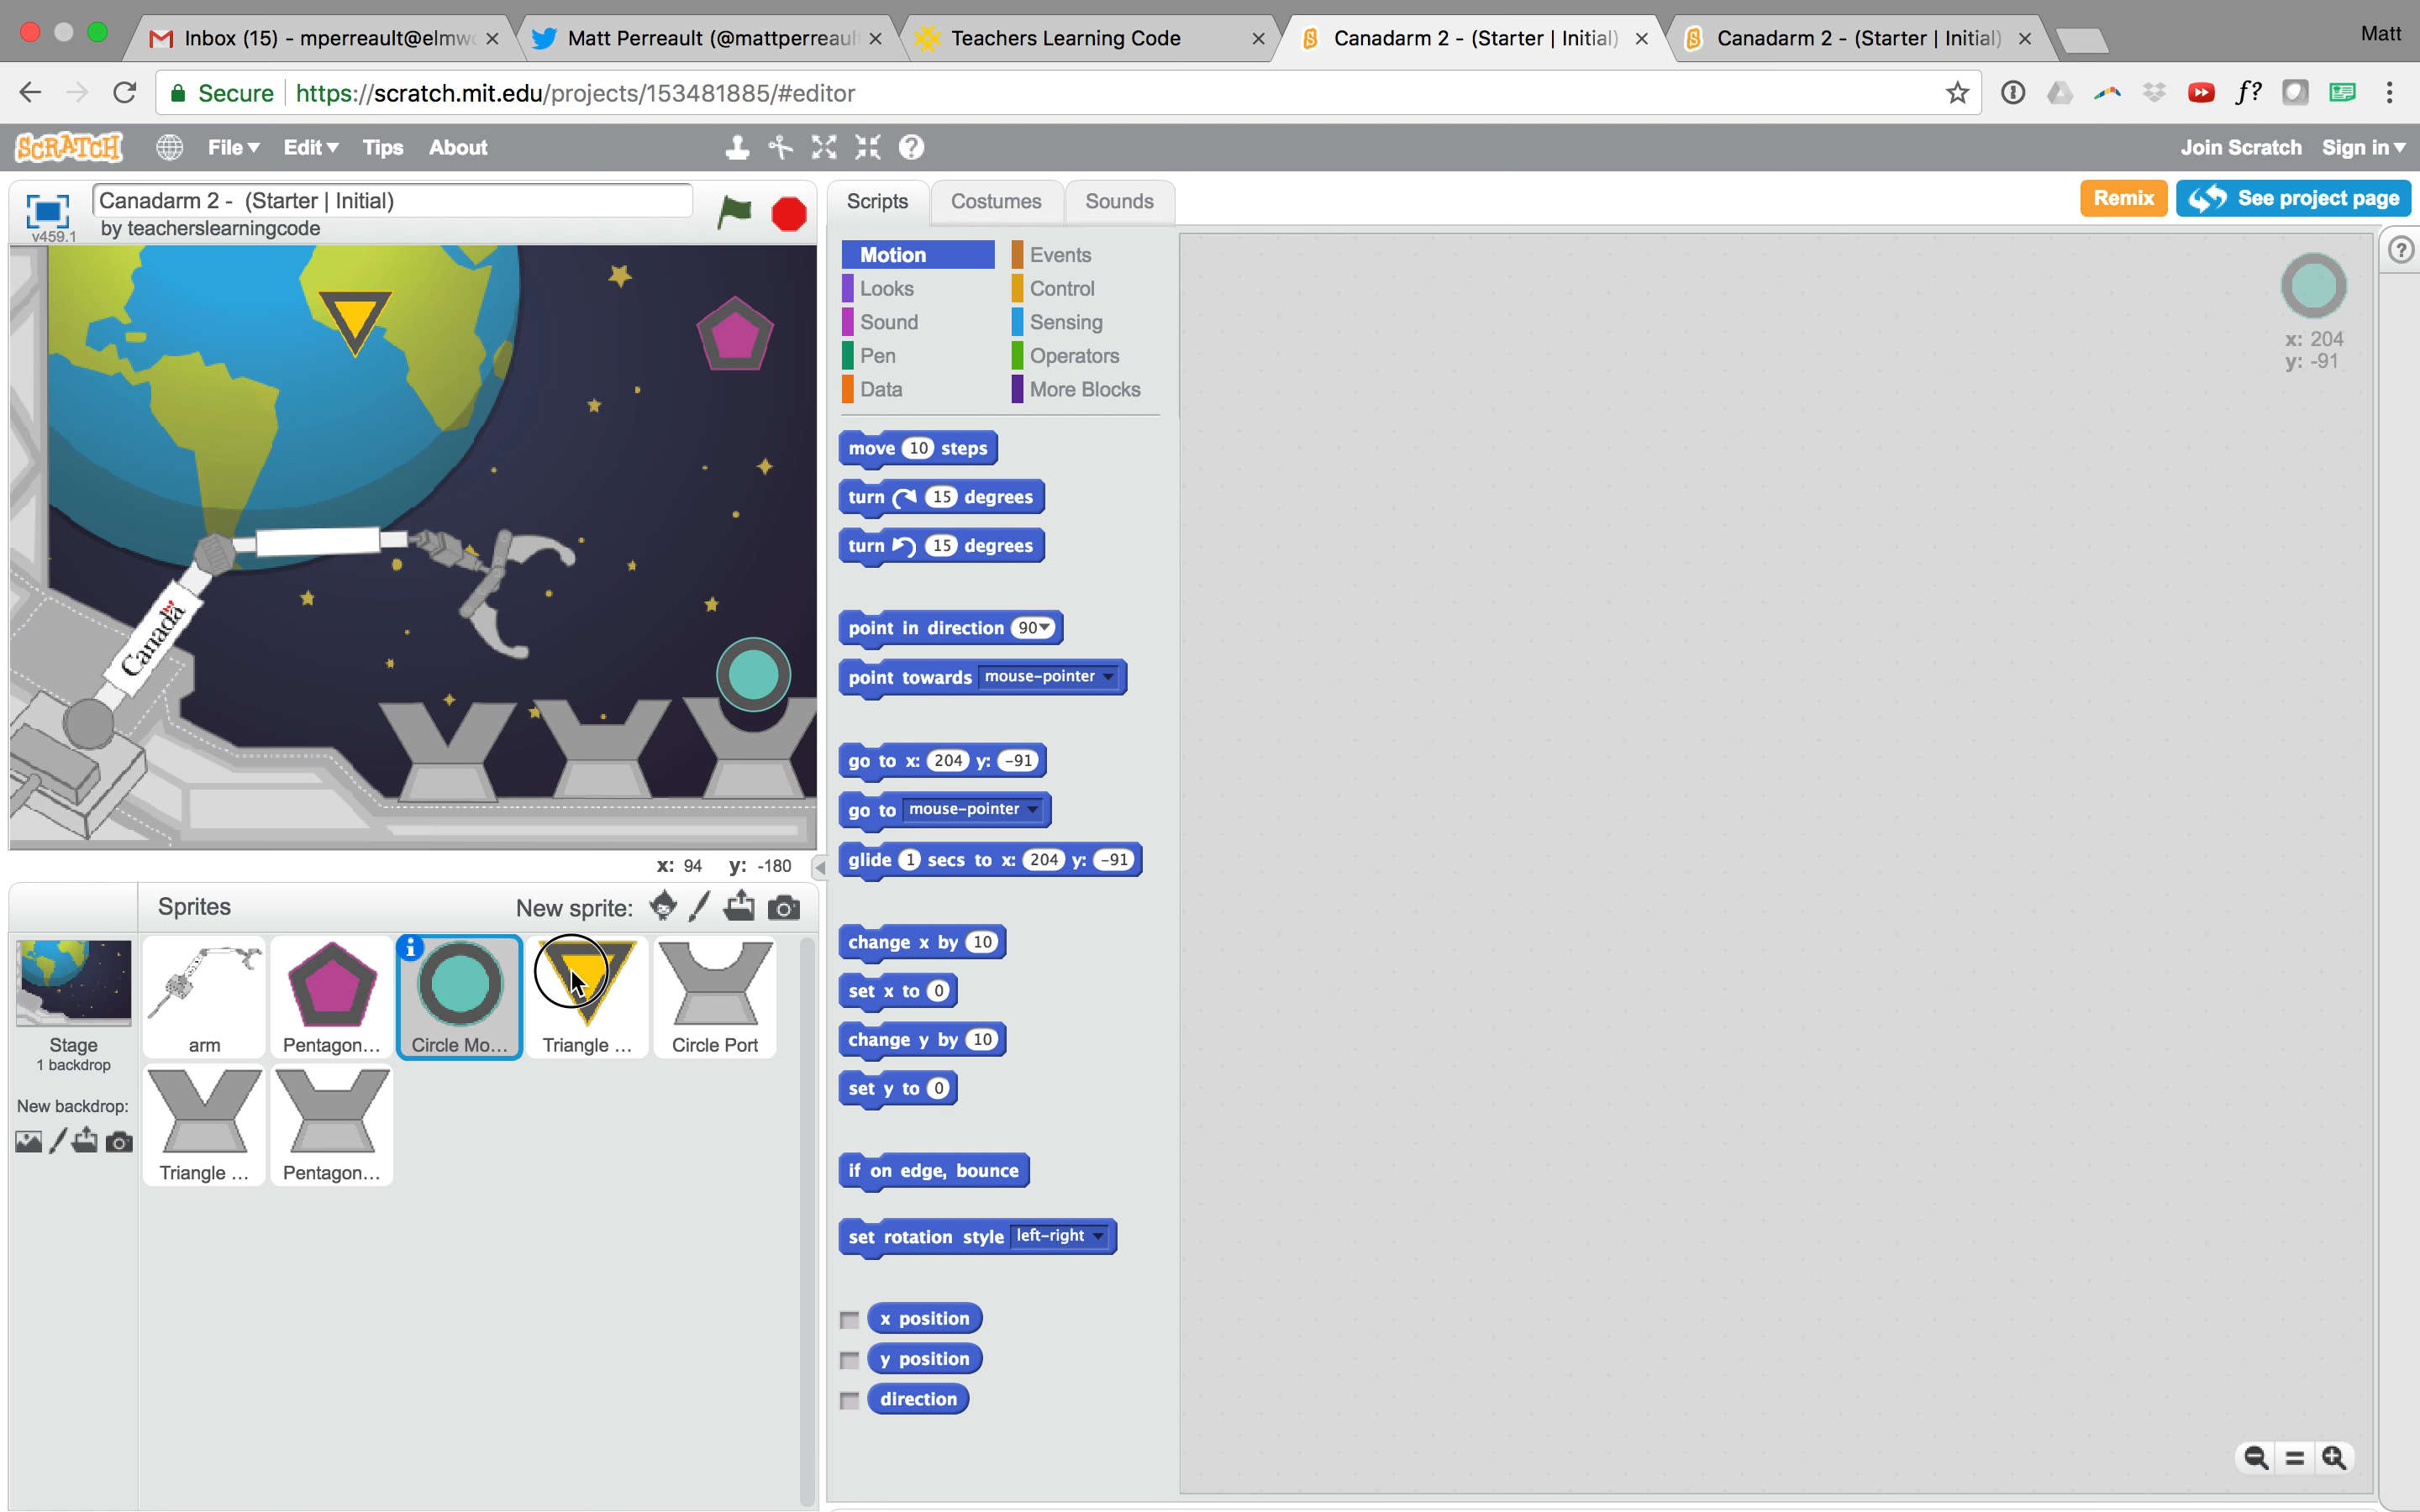 Inbox (15) - mperreault@elmwo
Matt Perreault (@mattperreault
Teachers Learning Code
Canadarm 2 - (Starter | Initial)
Canadarm 2 - (Starter | Initial)
Matt
Secure
https://scratch.mit.edu/projects/153481885/#editor
f?
SCRATCH
File
Edit
Tips
About
Join Scratch
Sign in
v459.1
Canadarm 2 - (Starter | Initial)
by teacherslearningcode
Scripts
Costumes
Sounds
Remix
See project page
Motion
Events
Looks
Control
Sound
Sensing
Pen
Operators
Data
More Blocks
x: 204
y: -91
move 10 steps
turn 15 degrees
turn 15 degrees
point in direction 90
point towards mouse-pointer
go to x: 204 y: -91
go to mouse-pointer
glide 1 secs to x: 204 y: -91
change x by 10
set x to 0
change y by 10
set y to 0
if on edge, bounce
set rotation style left-right
x position
y position
direction
Canada
x: 94 y: -180
Sprites
New sprite:
Stage
1 backdrop
New backdrop:
arm
Pentagon...
Circle Mo...
Triangle ...
Circle Port
Triangle ...
Pentagon...